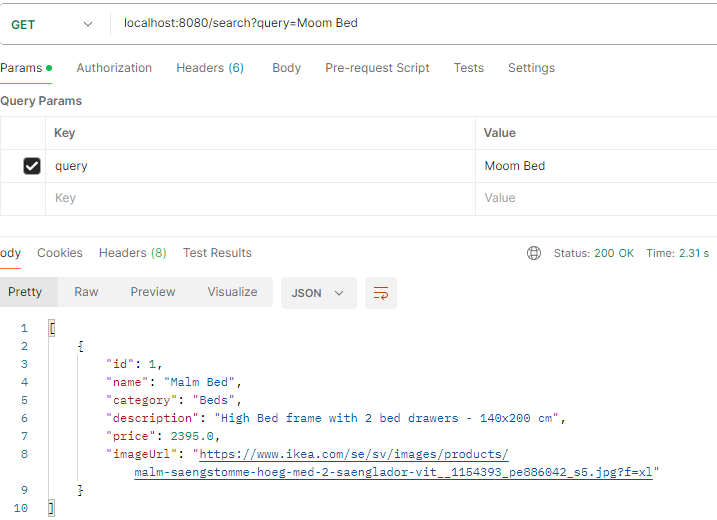 GET localhost:8080/search?query=Moom Bed
Params Authorization Headers (6) Body Pre-request Script Tests Settings
Query Params
Key Value
query Moom Bed
Key Value
ody Cookies Headers (8) Test Results Status: 200 OK Time: 2.31 s
Pretty Raw Preview Visualize JSON
1 [
2 {
3 "id": 1,
4 "name": "Malm Bed",
5 "category": "Beds",
6 "description": "High Bed frame with 2 bed drawers - 140x200 cm",
7 "price": 2395.0,
8 "imageUrl": "https://www.ikea.com/se/sv/images/products/
malm-saengstomme-hoeg-med-2-saenglador-vit__1154393_pe886042_s5.jpg?f=xl"
9 }
10 ]